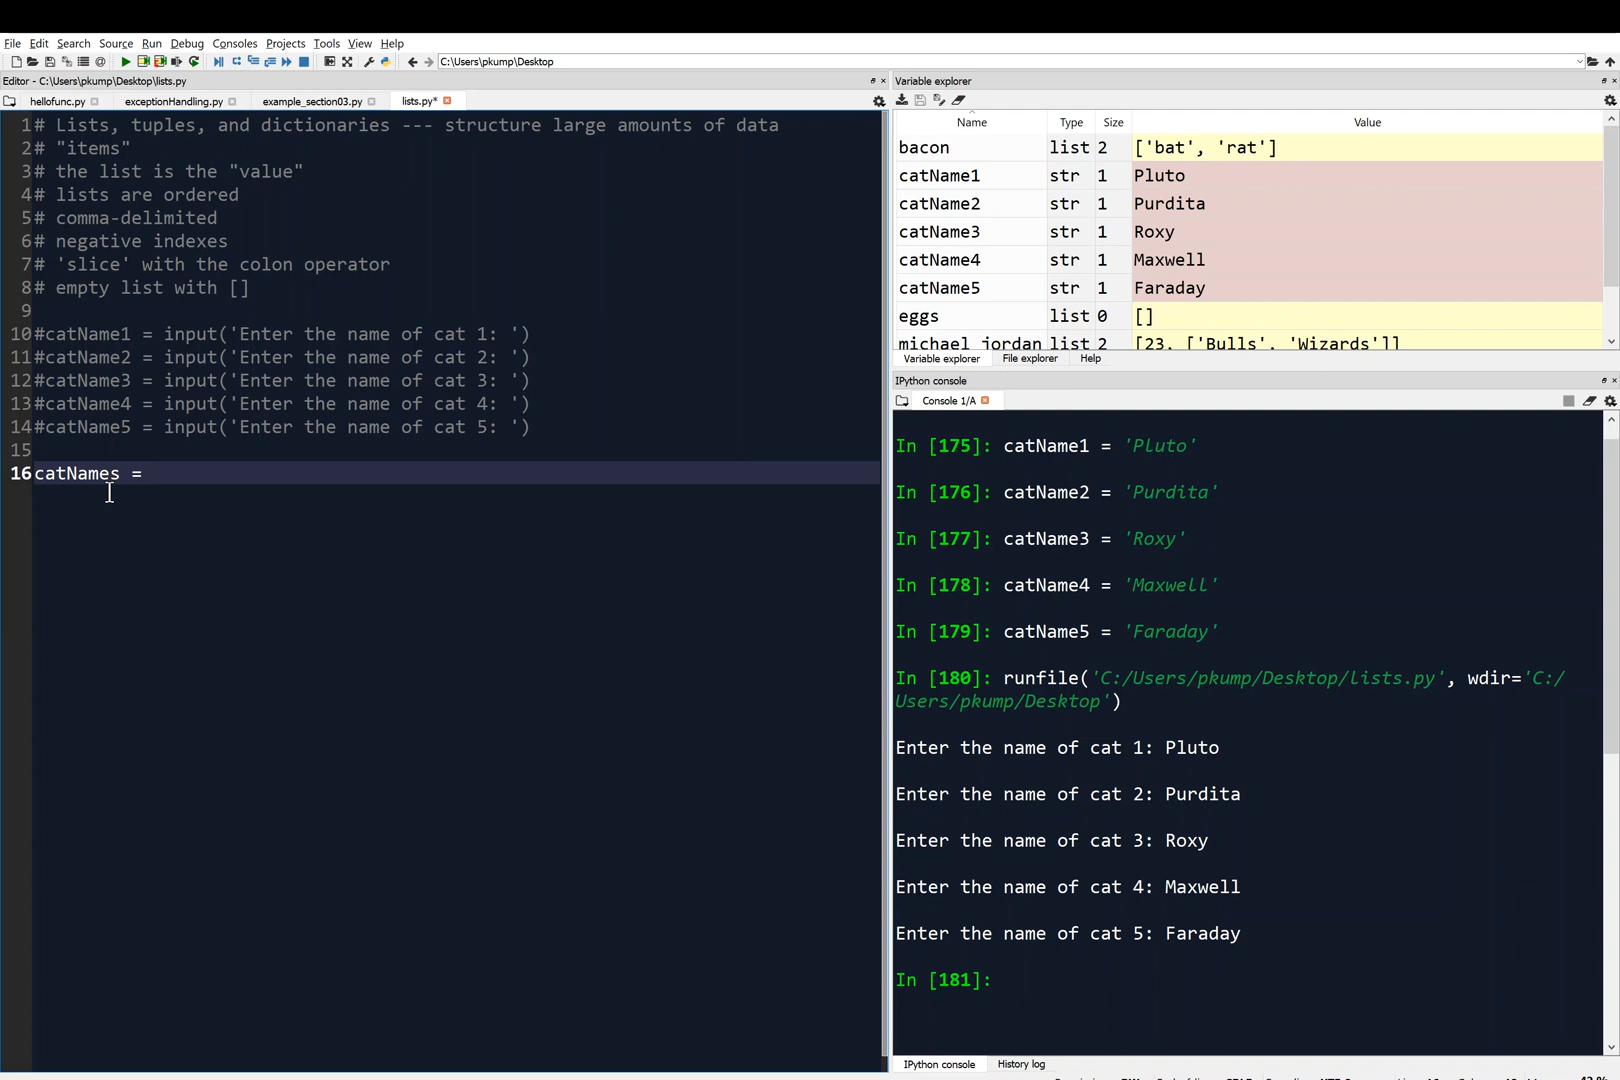 File Edit Search Source Run Debug Consoles Projects Tools View Help
C:\Users\pkump\Desktop
Editor - C:\Users\pkump\Desktop\lists.py
hellofunc.py exceptionHandling.py example_section03.py lists.py*
1# Lists, tuples, and dictionaries --- structure large amounts of data
2# "items"
3# the list is the "value"
4# lists are ordered
5# comma-delimited
6# negative indexes
7# 'slice' with the colon operator
8# empty list with []
9
10#catName1 = input('Enter the name of cat 1: ')
11#catName2 = input('Enter the name of cat 2: ')
12#catName3 = input('Enter the name of cat 3: ')
13#catName4 = input('Enter the name of cat 4: ')
14#catName5 = input('Enter the name of cat 5: ')
15
16catNames =
Variable explorer
Name Type Size Value
bacon list 2 ['bat', 'rat']
catName1 str 1 Pluto
catName2 str 1 Purdita
catName3 str 1 Roxy
catName4 str 1 Maxwell
catName5 str 1 Faraday
eggs list 0 []
michael_jordan list 2 [23, ['Bulls', 'Wizards']]
Variable explorer File explorer Help
IPython console
Console 1/A
In [175]: catName1 = 'Pluto'
In [176]: catName2 = 'Purdita'
In [177]: catName3 = 'Roxy'
In [178]: catName4 = 'Maxwell'
In [179]: catName5 = 'Faraday'
In [180]: runfile('C:/Users/pkump/Desktop/lists.py', wdir='C:/
Users/pkump/Desktop')
Enter the name of cat 1: Pluto
Enter the name of cat 2: Purdita
Enter the name of cat 3: Roxy
Enter the name of cat 4: Maxwell
Enter the name of cat 5: Faraday
In [181]:
IPython console History log